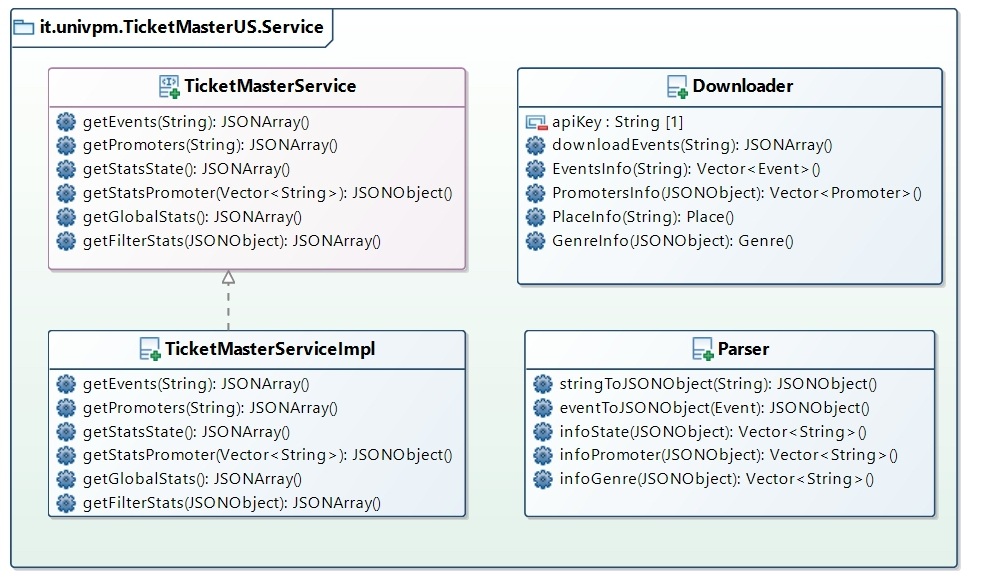 it.univpm.TicketMasterUS.Service
TicketMasterService
getEvents(String): JSONArray()
getPromoters(String): JSONArray()
getStatsState(): JSONArray()
getStatsPromoter(Vector<String>): JSONObject()
getGlobalStats(): JSONArray()
getFilterStats(JSONObject): JSONArray()
Downloader
apiKey : String [1]
downloadEvents(String): JSONArray()
EventsInfo(String): Vector<Event>()
PromotersInfo(JSONObject): Vector<Promoter>()
PlaceInfo(String): Place()
GenreInfo(JSONObject): Genre()
TicketMasterServiceImpl
getEvents(String): JSONArray()
getPromoters(String): JSONArray()
getStatsState(): JSONArray()
getStatsPromoter(Vector<String>): JSONObject()
getGlobalStats(): JSONArray()
getFilterStats(JSONObject): JSONArray()
Parser
stringToJSONObject(String): JSONObject()
eventToJSONObject(Event): JSONObject()
infoState(JSONObject): Vector<String>()
infoPromoter(JSONObject): Vector<String>()
infoGenre(JSONObject): Vector<String>()